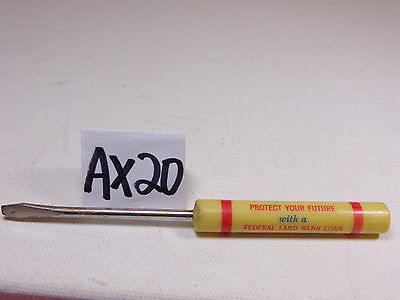 AX20
PROTECT YOUR FUTURE
with a
FEDERAL LAND BANK LOAN